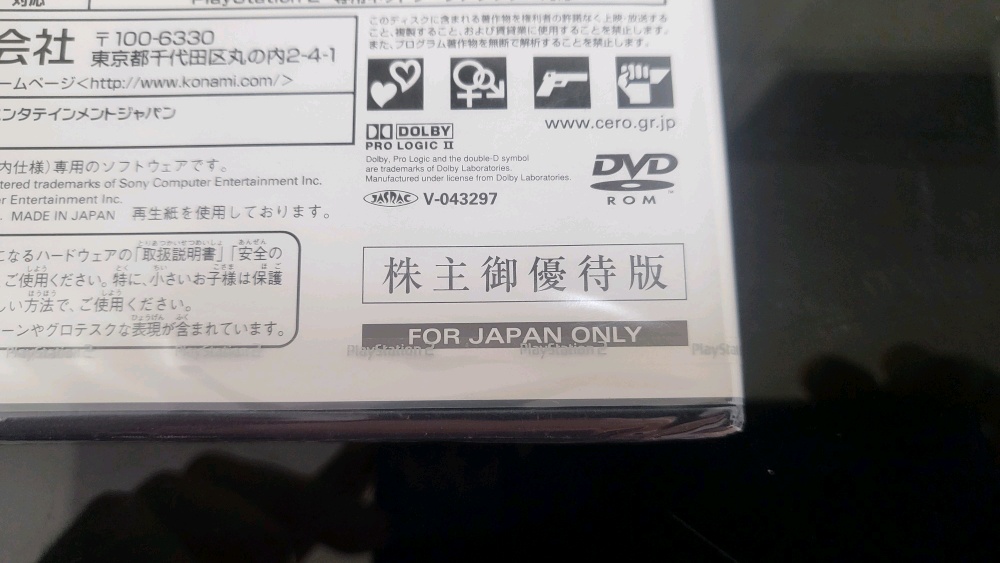 対応
PlayStation 2
会社
〒100-6330
東京都千代田区丸の内2-4-1
ームページ<http://www.konami.com/>
ンタテインメントジャパン
内仕様)専用のソフトウェアです。
tered trademarks of Sony Computer Entertainment Inc.
r Entertainment Inc.
MADE IN JAPAN 再生紙を使用しております。
になるハードウェアの「取扱説明書」「安全の
ご使用ください。特に、小さいお子様は保護
しい方法で、ご使用ください。
ーンやグロテスクな表現が含まれています。
このディスクに含まれる著作物を権利者の許諾なく上映・放送する
こと、複製すること、および賃貸業に使用することを禁止します。
また、プログラム著作物を無断で解析することを禁止します。
www.cero.gr.jp
DOLBY
PRO LOGIC II
Dolby, Pro Logic and the double-D symbol
are trademarks of Dolby Laboratories.
Manufactured under license from Dolby Laboratories.
DVD
ROM
JASRAC V-043297
株主御優待版
FOR JAPAN ONLY
PlayStation 2 PlayStation 2 PlayStation 2 PlaySta